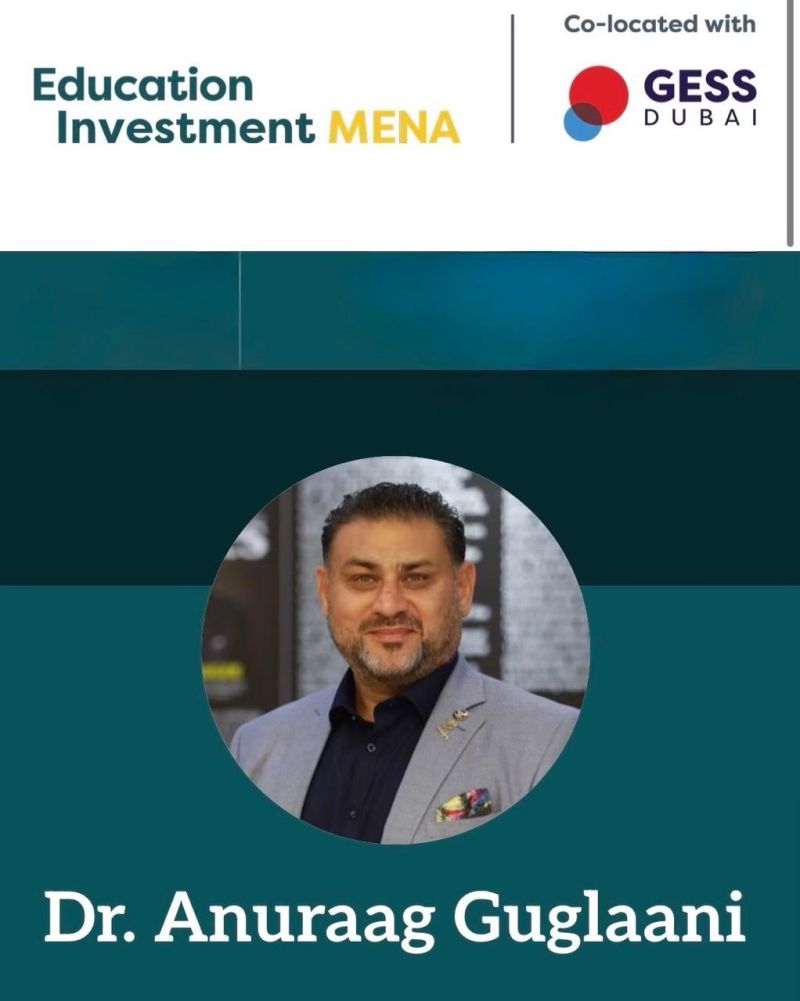 Education
Investment MENA
Co-located with
GESS
DUBAI
Dr. Anuraag Guglaani